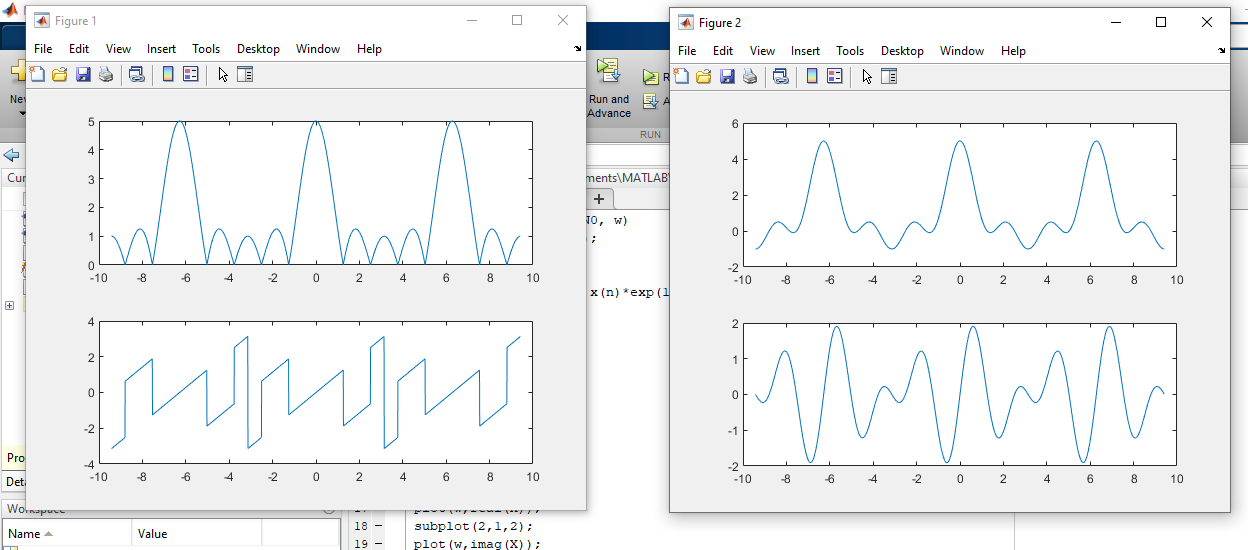 Figure 1
File Edit View Insert Tools Desktop Window Help
5
4
3
2
1
0
-10 -8 -6 -4 -2 0 2 4 6 8 10
4
2
0
-2
-4
-10 -8 -6 -4 -2 0 2 4 6 8 10
Figure 2
File Edit View Insert Tools Desktop Window Help
6
4
2
0
-2
-10 -8 -6 -4 -2 0 2 4 6 8 10
2
1
0
-1
-2
-10 -8 -6 -4 -2 0 2 4 6 8 10
Run and
Advance
RUN
ments\MATLAB\
+
N0, w)
;
x(n)*exp(1
plot(w,real(X));
18 – subplot(2,1,2);
19 – plot(w,imag(X));
Workspace
Name Value